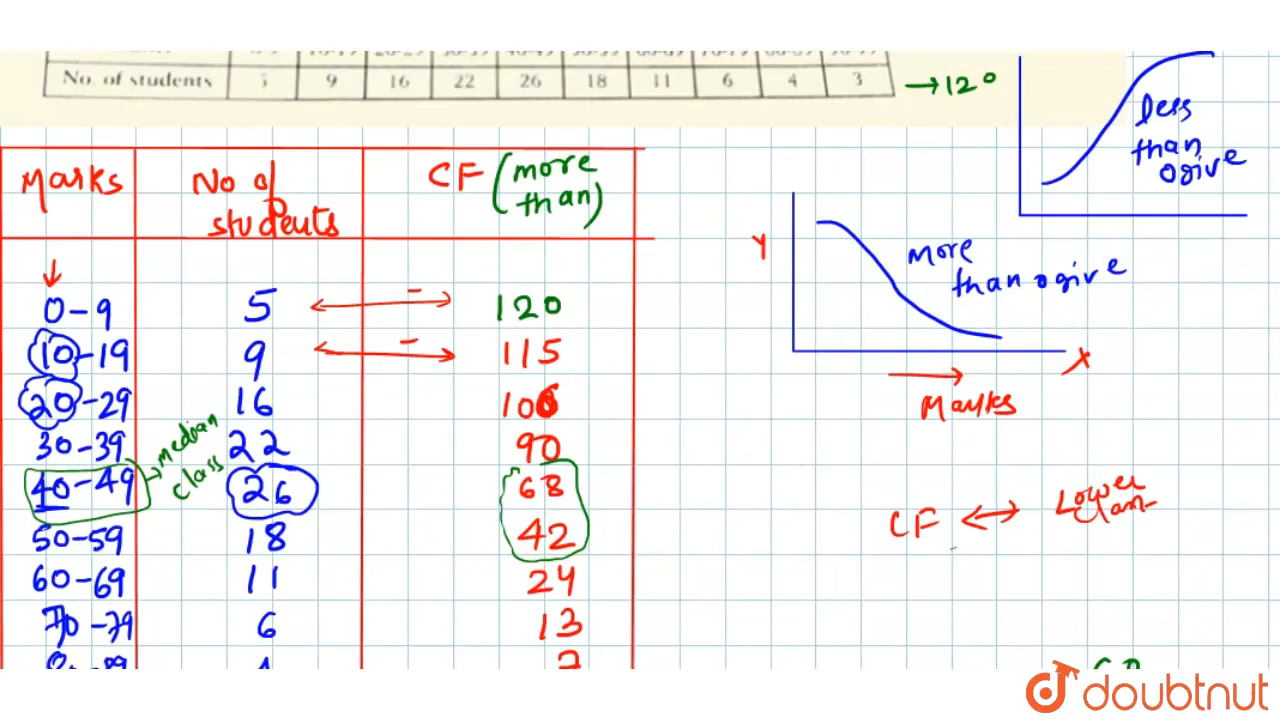 No. of students 5 9 16 22 26 18 11 6 4 3 → 120
less
than
ogive
Marks No of students CF (more than)
0-9 5 - 120
10-19 9 - 115
20-29 16 106
30-39 22 90
40-49 26 68
median
class
50-59 18 42
60-69 11 24
70-79 6 13
7
Y
More
than ogive
X
Marks
CF ↔ Lower
doubtnut